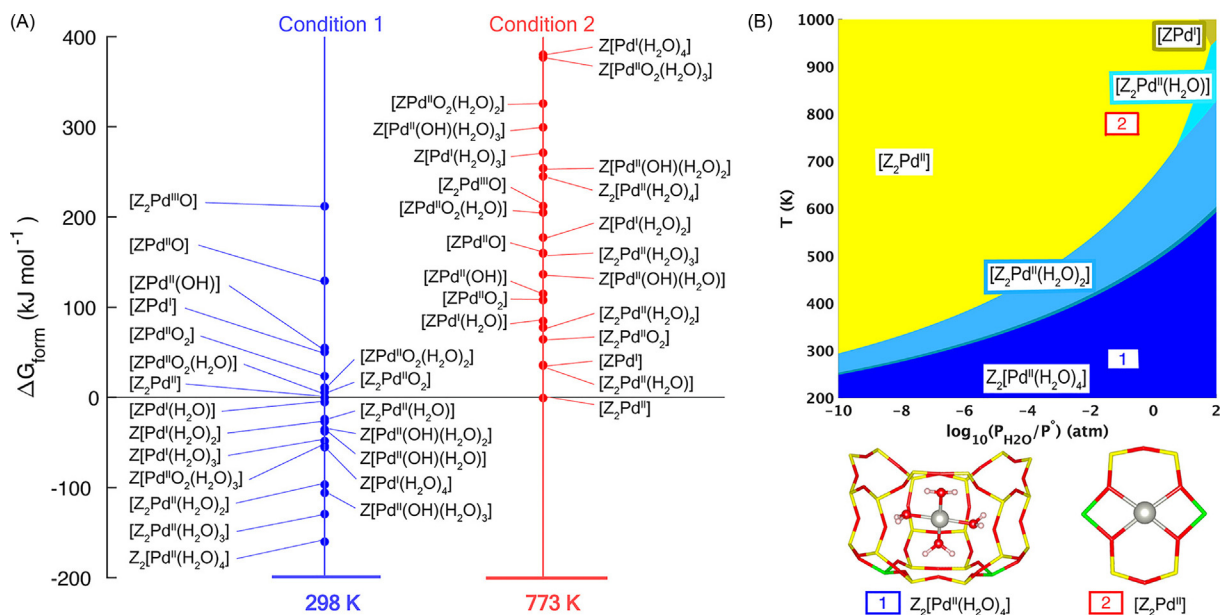 (A)
Condition 1
Condition 2
400
300
200
100
0
-100
-200
ΔG_form (kJ mol⁻¹)
[Z₂PdᴵᴵᴵO]
[ZPdᴵᴵO]
[ZPdᴵᴵ(OH)]
[ZPdᴵ]
[ZPdᴵᴵO₂]
[ZPdᴵᴵO₂(H₂O)]
[Z₂Pdᴵᴵ]
[ZPdᴵ(H₂O)]
Z[Pdᴵ(H₂O)₂]
Z[Pdᴵ(H₂O)₃]
Z[PdᴵᴵO₂(H₂O)₃]
[Z₂Pdᴵᴵ(H₂O)₂]
[Z₂Pdᴵᴵ(H₂O)₃]
Z₂[Pdᴵᴵ(H₂O)₄]
[ZPdᴵᴵO₂(H₂O)₂]
[Z₂PdᴵᴵO₂]
[Z₂Pdᴵᴵ(H₂O)]
Z[Pdᴵᴵ(OH)(H₂O)₂]
Z[Pdᴵᴵ(OH)(H₂O)]
Z[Pdᴵ(H₂O)₄]
Z[Pdᴵᴵ(OH)(H₂O)₃]
298 K
[ZPdᴵᴵO₂(H₂O)₂]
Z[Pdᴵᴵ(OH)(H₂O)₃]
Z[Pdᴵ(H₂O)₃]
[Z₂PdᴵᴵᴵO]
[ZPdᴵᴵO₂(H₂O)]
[ZPdᴵᴵO]
[ZPdᴵᴵ(OH)]
[ZPdᴵᴵO₂]
[ZPdᴵ(H₂O)]
Z[Pdᴵ(H₂O)₄]
Z[PdᴵᴵO₂(H₂O)₃]
Z[Pdᴵᴵ(OH)(H₂O)₂]
Z₂[Pdᴵᴵ(H₂O)₄]
Z[Pdᴵ(H₂O)₂]
[Z₂Pdᴵᴵ(H₂O)₃]
Z[Pdᴵᴵ(OH)(H₂O)]
[Z₂Pdᴵᴵ(H₂O)₂]
[Z₂PdᴵᴵO₂]
[ZPdᴵ]
[Z₂Pdᴵᴵ(H₂O)]
[Z₂Pdᴵᴵ]
773 K
(B)
1000
900
800
700
600
500
400
300
200
T (K)
[ZPdᴵ]
[Z₂Pdᴵᴵ(H₂O)]
2
[Z₂Pdᴵᴵ]
[Z₂Pdᴵᴵ(H₂O)₂]
1
Z₂[Pdᴵᴵ(H₂O)₄]
−10 −8 −6 −4 −2 0 2
log₁₀(P_H2O/P°) (atm)
1 Z₂[Pdᴵᴵ(H₂O)₄]
2 [Z₂Pdᴵᴵ]